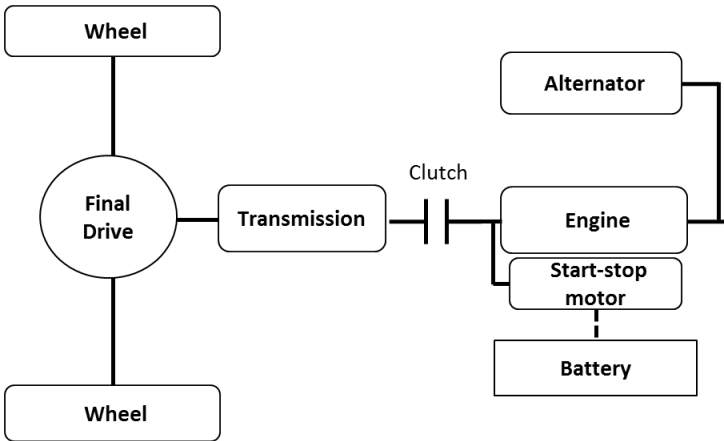 Wheel
Alternator
Clutch
Final
Drive
Transmission
Engine
Start-stop
motor
Battery
Wheel